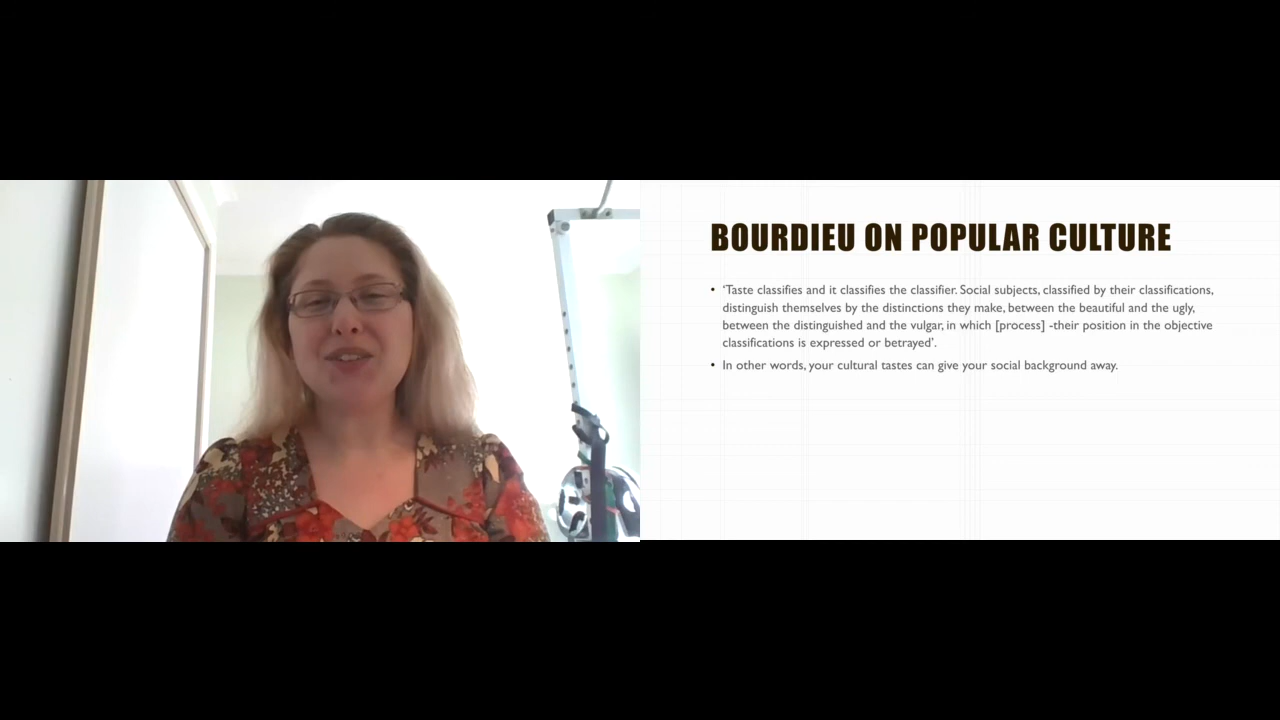 BOURDIEU ON POPULAR CULTURE
• ‘Taste classifies and it classifies the classifier. Social subjects, classified by their classifications,
distinguish themselves by the distinctions they make, between the beautiful and the ugly,
between the distinguished and the vulgar, in which [process] -their position in the objective
classifications is expressed or betrayed’.
• In other words, your cultural tastes can give your social background away.